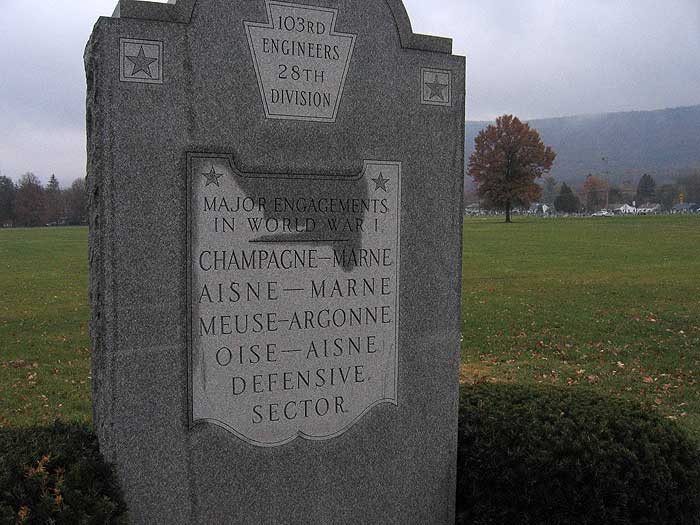 103RD
ENGINEERS
28TH
DIVISION
MAJOR ENGAGEMENTS
IN WORLD WAR I
CHAMPAGNE—MARNE
AISNE—MARNE
MEUSE—ARGONNE
OISE—AISNE
DEFENSIVE
SECTOR